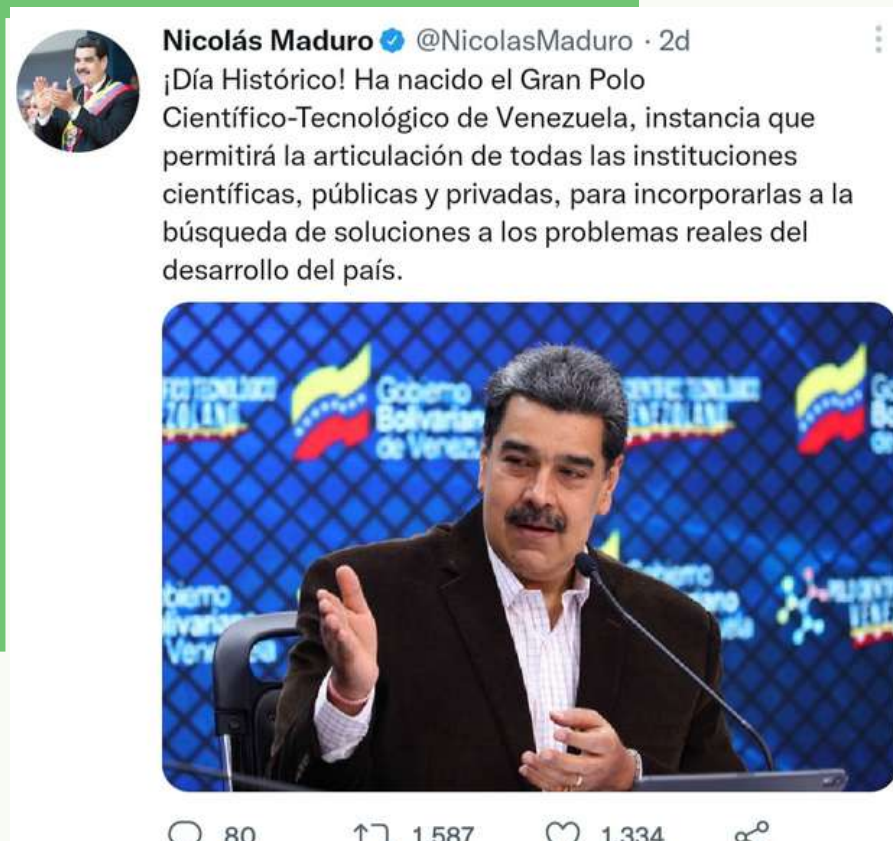 Nicolás Maduro @NicolasMaduro · 2d
¡Día Histórico! Ha nacido el Gran Polo
Científico-Tecnológico de Venezuela, instancia que
permitirá la articulación de todas las instituciones
científicas, públicas y privadas, para incorporarlas a la
búsqueda de soluciones a los problemas reales del
desarrollo del país.
Gobierno
Bolivariano
de Venezu
80 1.587 1.334